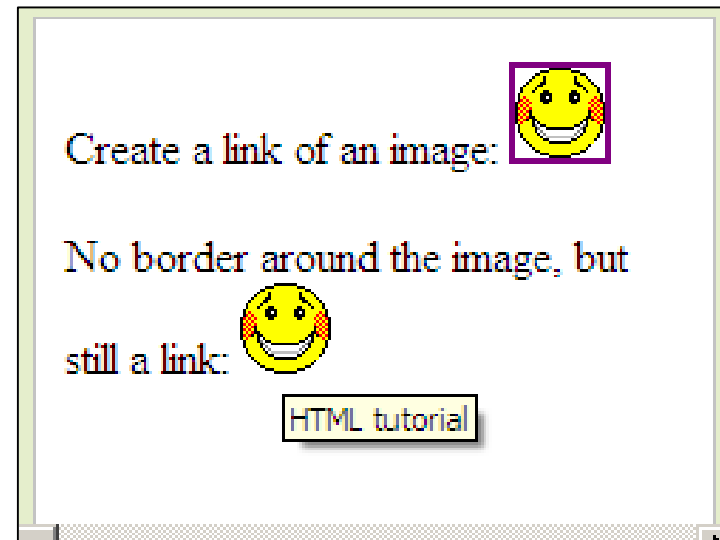 Create a link of an image:
No border around the image, but
still a link:
HTML tutorial